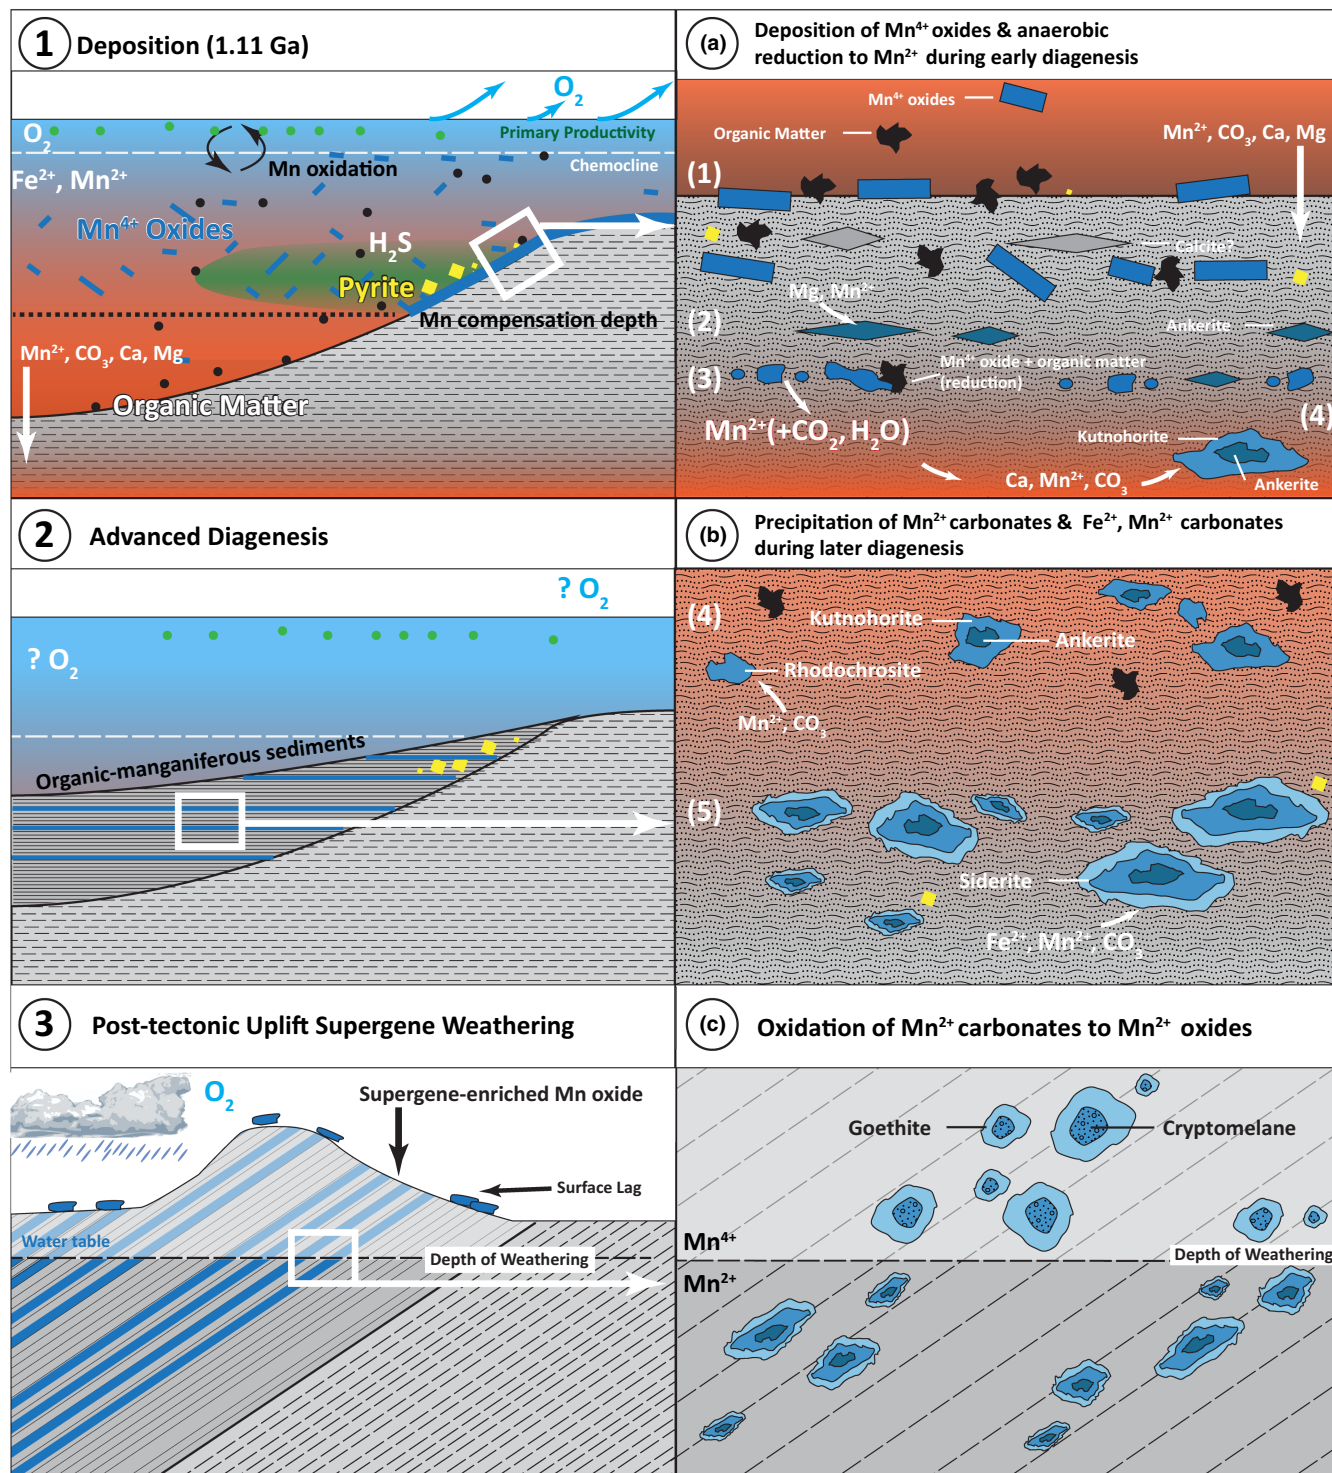 1 Deposition (1.11 Ga)
O₂
O₂
Primary Productivity
Chemocline
Mn oxidation
Fe²⁺, Mn²⁺
Mn⁴⁺ Oxides
H₂S
Pyrite
Mn compensation depth
Mn²⁺, CO₃, Ca, Mg
Organic Matter
(a) Deposition of Mn⁴⁺ oxides & anaerobic
reduction to Mn²⁺ during early diagenesis
Mn⁴⁺ oxides
Organic Matter
Mn²⁺, CO₃, Ca, Mg
(1)
Calcite?
Mg, Mn²⁺
(2)
Ankerite
(3)
Mn⁴⁺ oxide + organic matter
(reduction)
(4)
Mn²⁺(+CO₂, H₂O)
Kutnohorite
Ca, Mn²⁺, CO₃
Ankerite
2 Advanced Diagenesis
? O₂
? O₂
Organic-manganiferous sediments
(b) Precipitation of Mn²⁺ carbonates & Fe²⁺, Mn²⁺ carbonates
during later diagenesis
(4)
Kutnohorite
Ankerite
Rhodochrosite
Mn²⁺, CO₃
(5)
Siderite
Fe²⁺, Mn²⁺, CO₃
3 Post-tectonic Uplift Supergene Weathering
O₂
Supergene-enriched Mn oxide
Surface Lag
Water table
Depth of Weathering
(c) Oxidation of Mn²⁺ carbonates to Mn²⁺ oxides
Goethite
Cryptomelane
Mn⁴⁺
Depth of Weathering
Mn²⁺